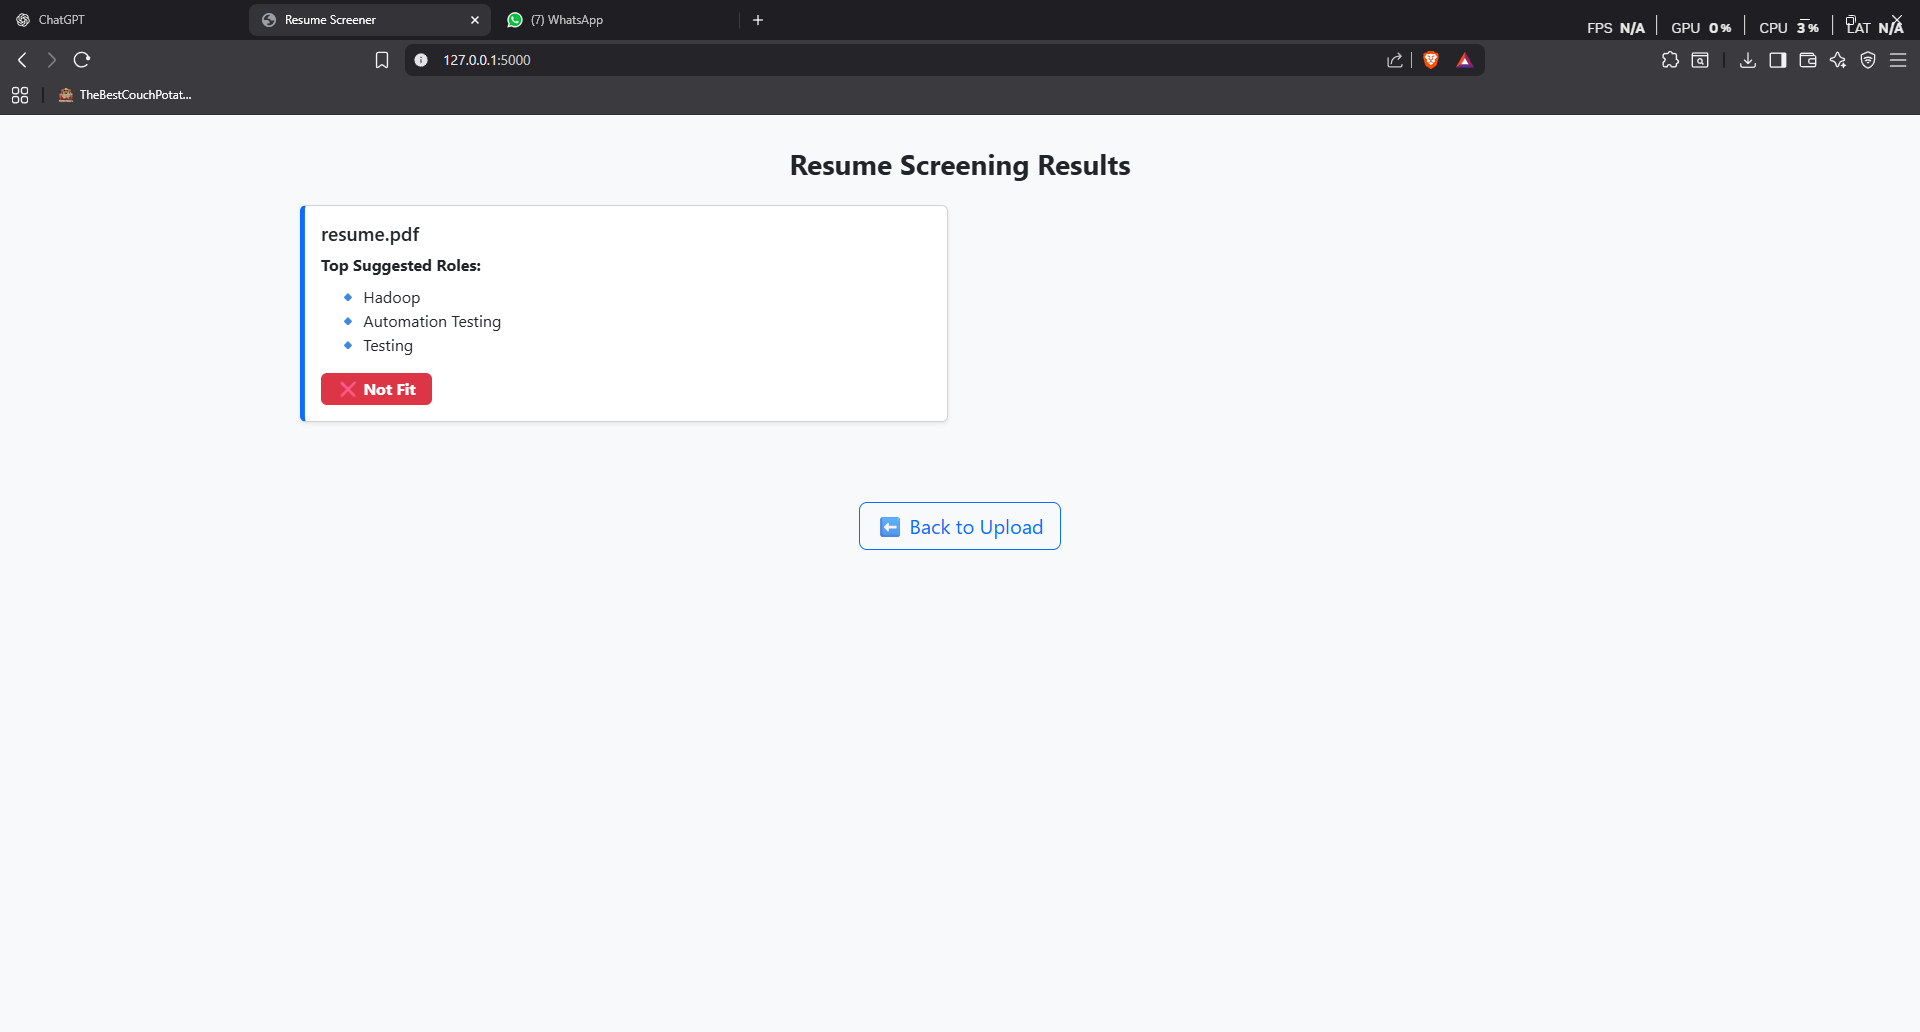 ChatGPT
Resume Screener
(7) WhatsApp
FPS N/A
GPU 0%
CPU 3%
LAT N/A
127.0.0.1:5000
TheBestCouchPotat...
Resume Screening Results
resume.pdf
Top Suggested Roles:
Hadoop
Automation Testing
Testing
Not Fit
Back to Upload